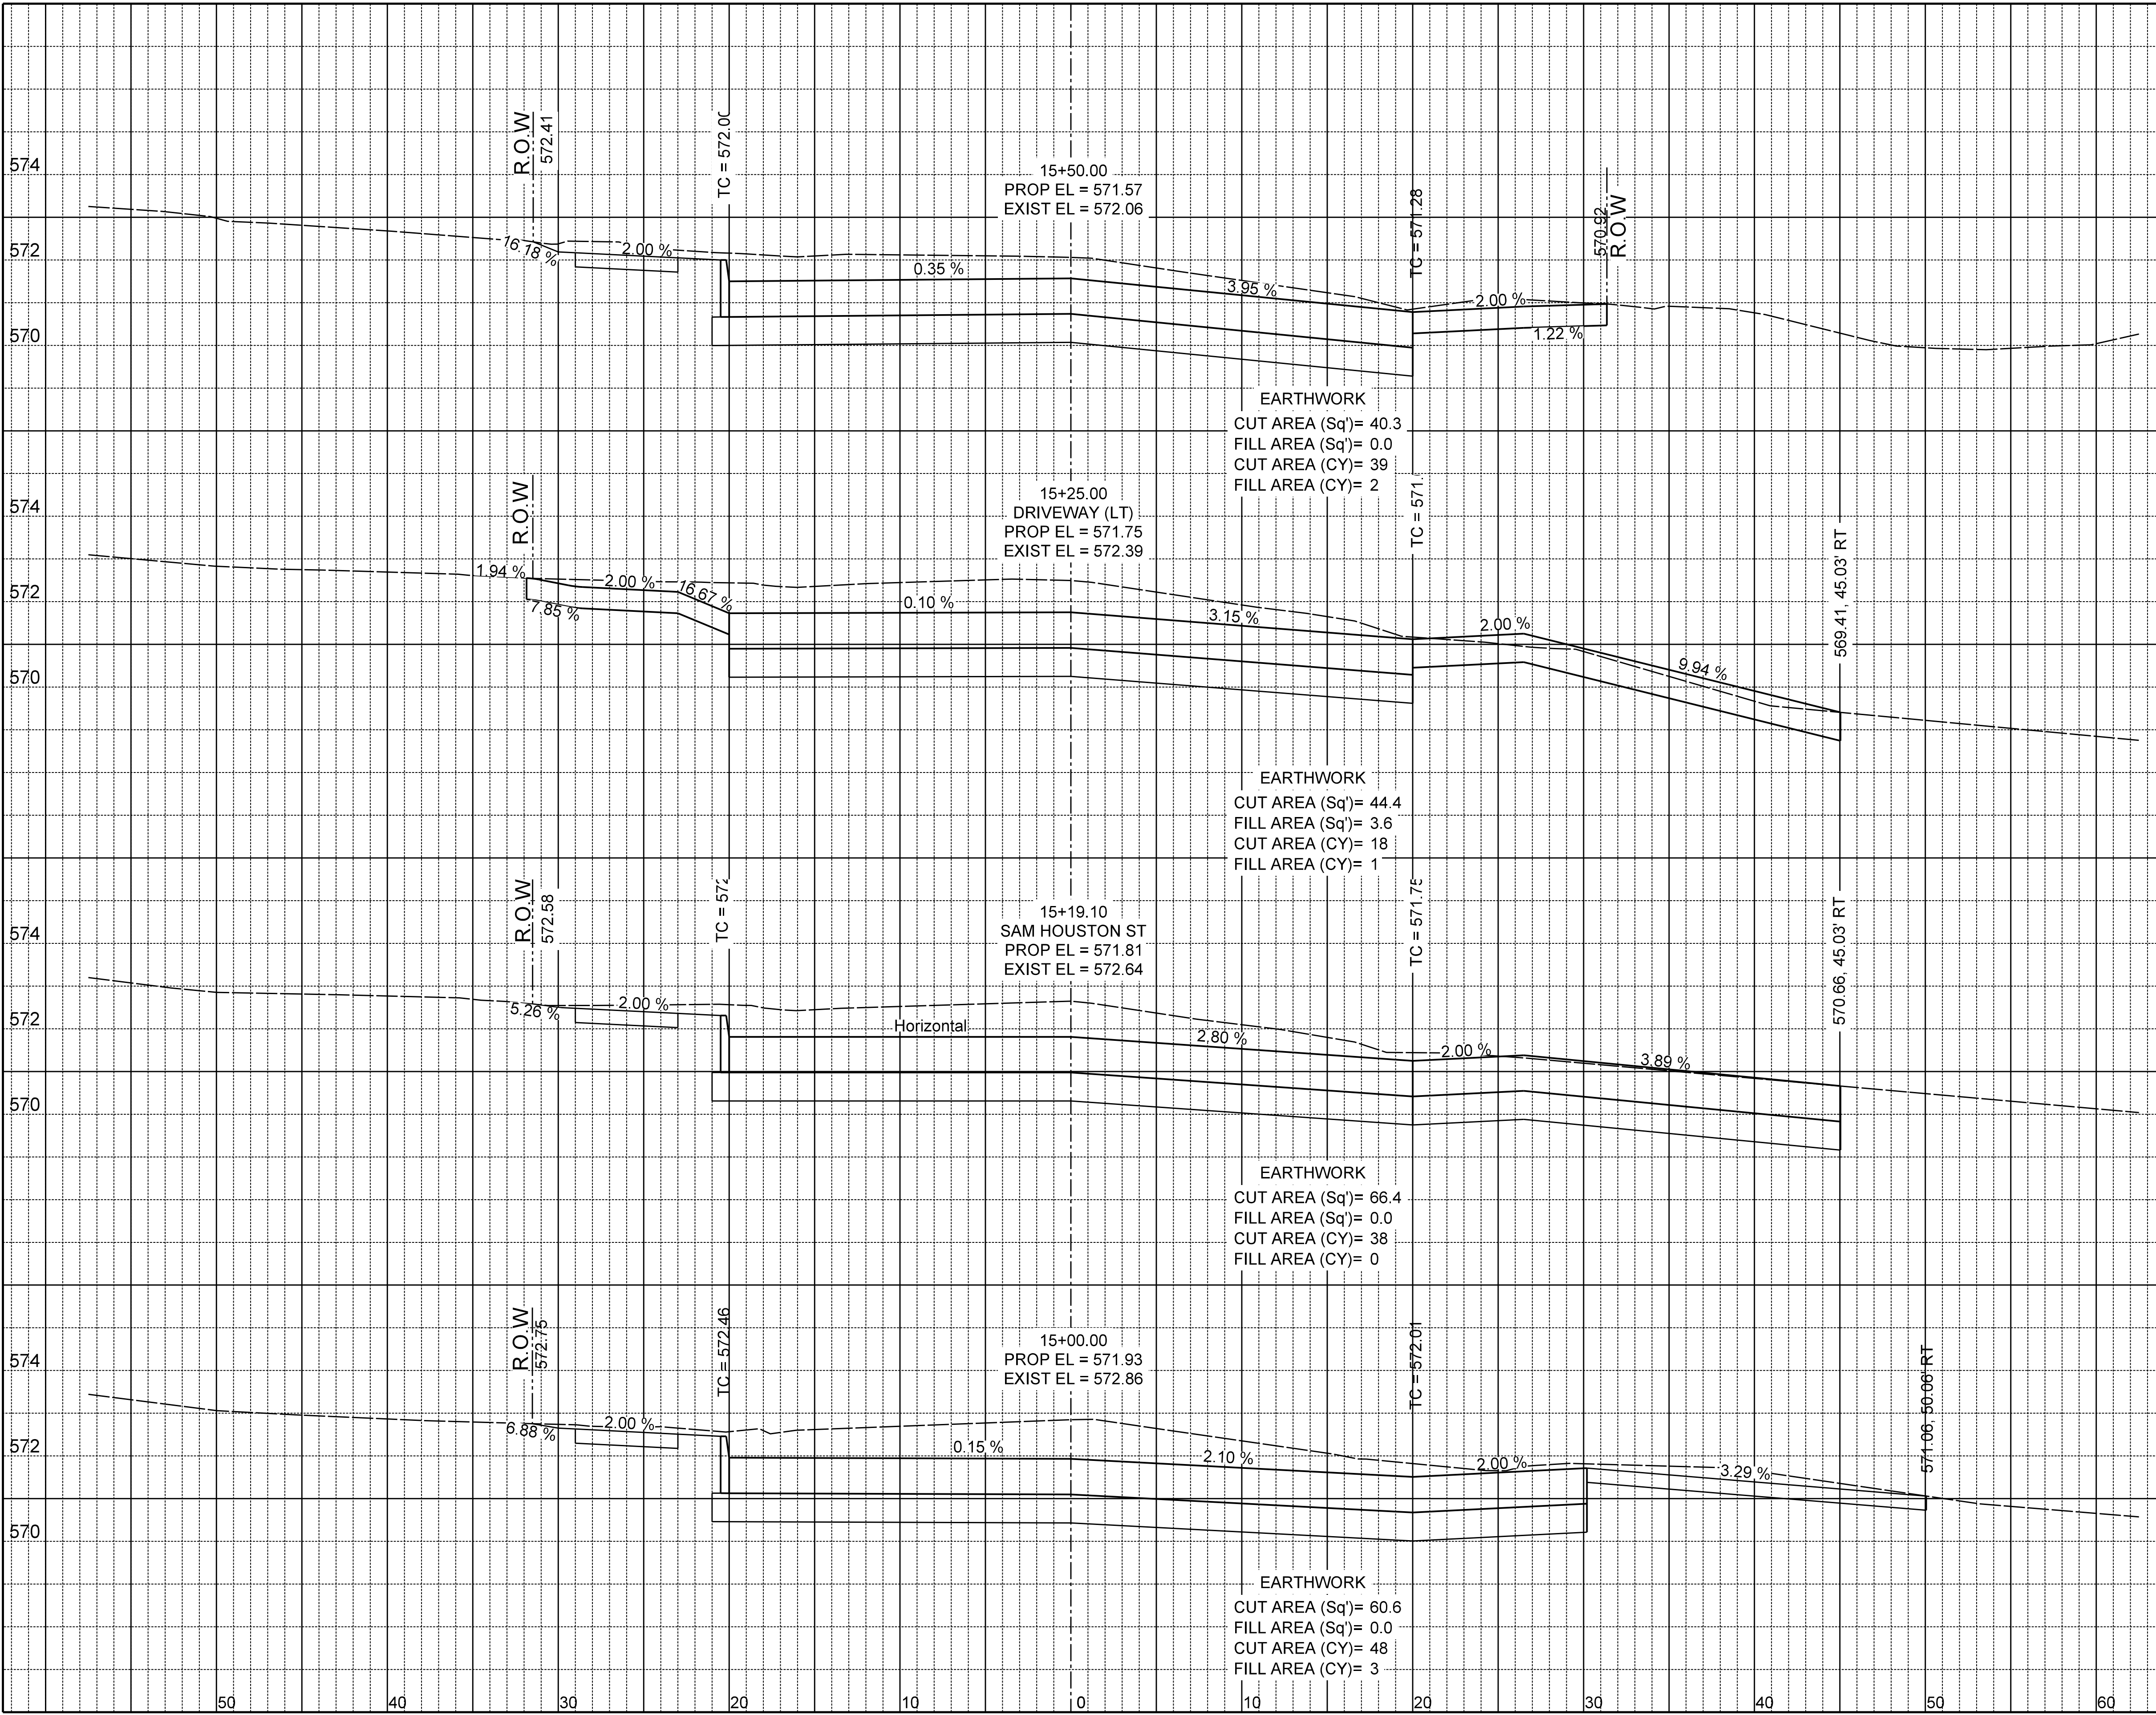 R.O.W
572.41
TC = 572.00
15+50.00
PROP EL = 571.57
EXIST EL = 572.06
TC = 571.28
570.92
R.O.W
574
572
570
16.18 %
2.00 %
0.35 %
3.95 %
2.00 %
1.22 %
EARTHWORK
CUT AREA (Sq')= 40.3
FILL AREA (Sq')= 0.0
CUT AREA (CY)= 39
FILL AREA (CY)= 2
R.O.W
15+25.00
DRIVEWAY (LT)
PROP EL = 571.75
EXIST EL = 572.39
TC = 571.
569.41, 45.03' RT
574
572
570
1.94 %
7.85 %
2.00 %
16.67 %
0.10 %
3.15 %
2.00 %
9.94 %
EARTHWORK
CUT AREA (Sq')= 44.4
FILL AREA (Sq')= 3.6
CUT AREA (CY)= 18
FILL AREA (CY)= 1
R.O.W
572.58
TC = 572
15+19.10
SAM HOUSTON ST
PROP EL = 571.81
EXIST EL = 572.64
TC = 571.75
570.66, 45.03' RT
574
572
570
5.26 %
2.00 %
Horizontal
2.80 %
2.00 %
3.89 %
EARTHWORK
CUT AREA (Sq')= 66.4
FILL AREA (Sq')= 0.0
CUT AREA (CY)= 38
FILL AREA (CY)= 0
R.O.W
572.75
TC = 572.46
15+00.00
PROP EL = 571.93
EXIST EL = 572.86
TC = 572.01
571.06, 50.06' RT
574
572
570
6.88 %
2.00 %
0.15 %
2.10 %
2.00 %
3.29 %
EARTHWORK
CUT AREA (Sq')= 60.6
FILL AREA (Sq')= 0.0
CUT AREA (CY)= 48
FILL AREA (CY)= 3
50 40 30 20 10 0 10 20 30 40 50 60